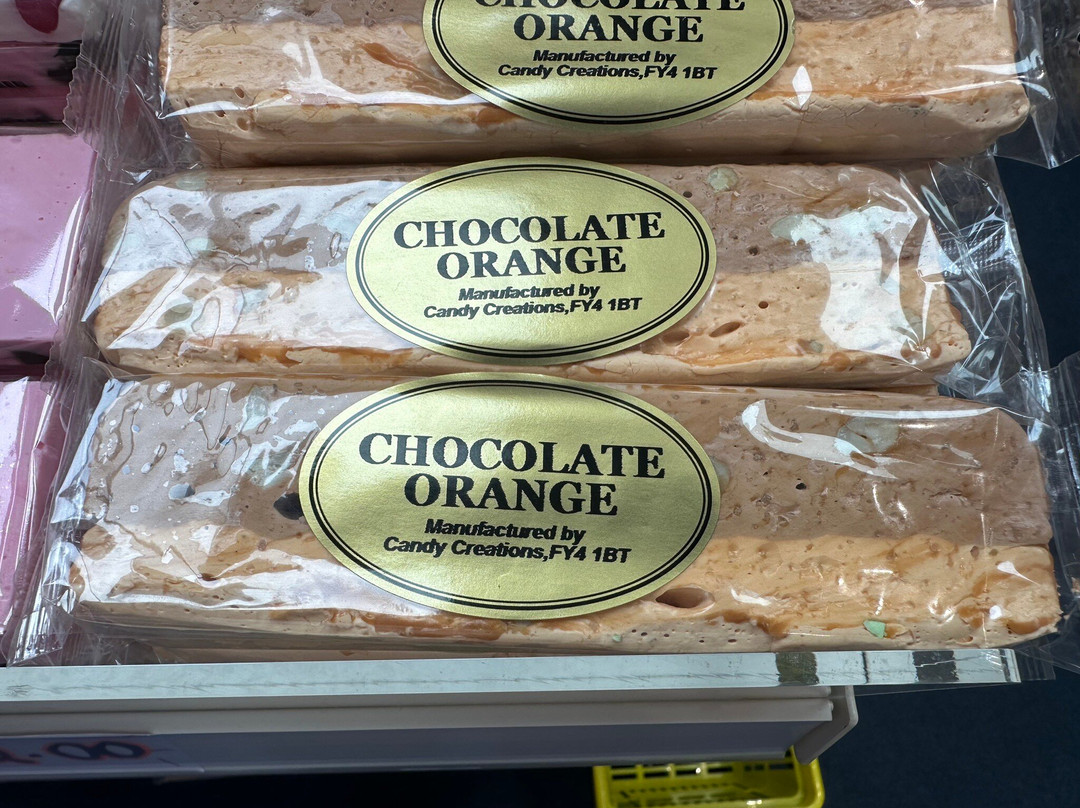 CHOCOLATE
ORANGE
Manufactured by
Candy Creations,FY4 1BT
CHOCOLATE
ORANGE
Manufactured by
Candy Creations,FY4 1BT
CHOCOLATE
ORANGE
Manufactured by
Candy Creations,FY4 1BT
.00